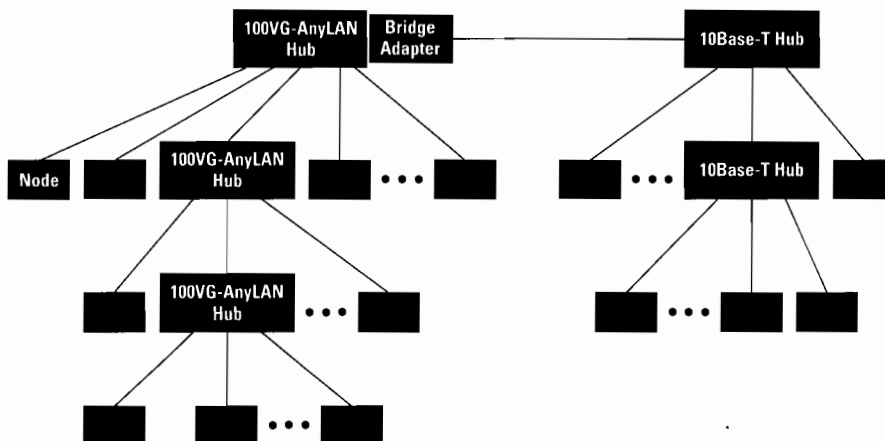 100VG-AnyLAN
Hub
Bridge
Adapter
10Base-T Hub
Node
100VG-AnyLAN
Hub
10Base-T Hub
100VG-AnyLAN
Hub